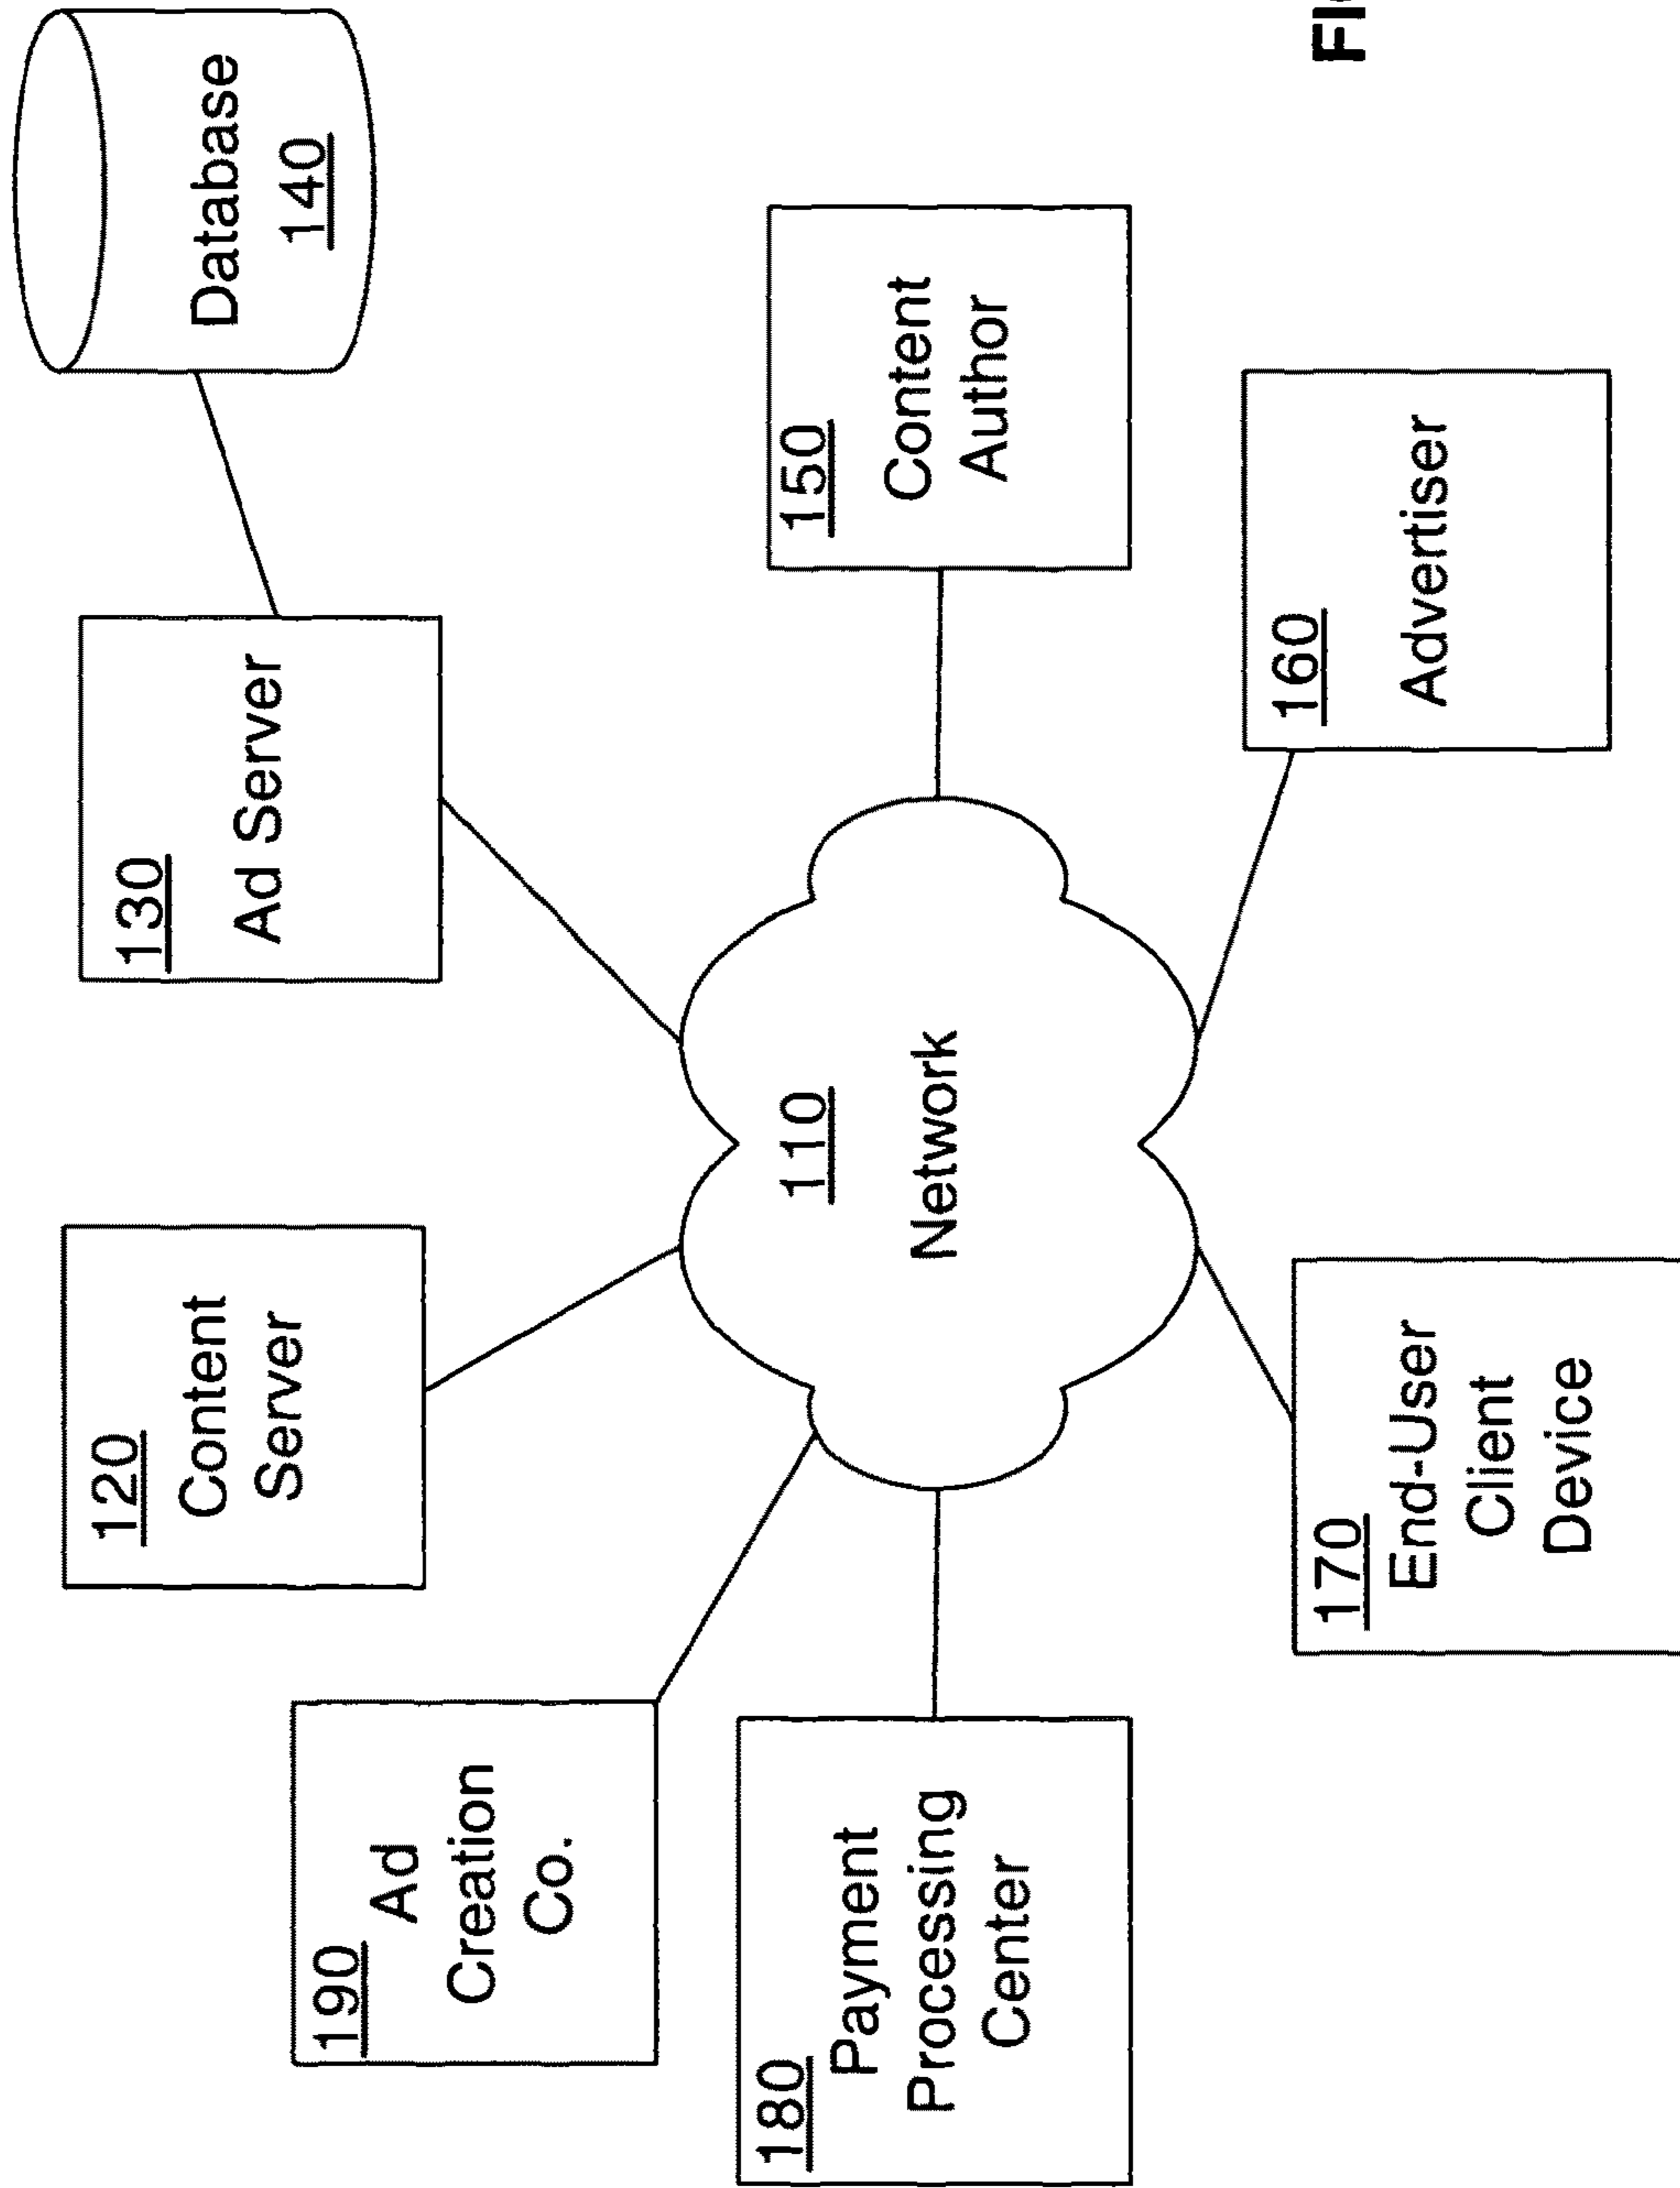 120
Content
Server
130
Ad Server
Database
140
190
Ad
Creation
Co.
110
Network
150
Content
Author
180
Payment
Processing
Center
170
End-User
Client
Device
160
Advertiser